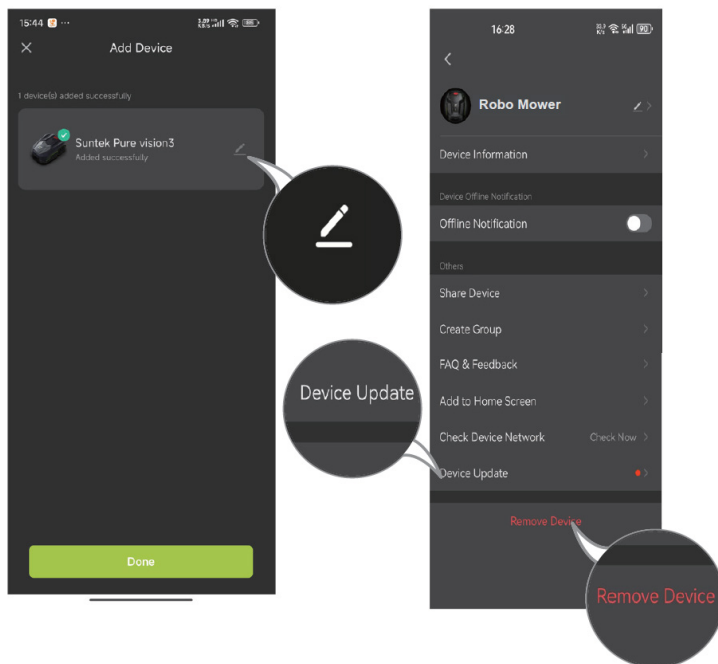 15:44
Add Device
1 device(s) added successfully
Suntek Pure vision3
Added successfully
Done
Device Update
16:28
90
Robo Mower
Device Information
Device Offline Notification
Offline Notification
Others
Share Device
Create Group
FAQ & Feedback
Add to Home Screen
Check Device Network Check Now
Device Update
Remove Device
Remove Device